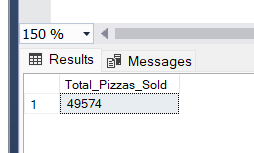 150 %
Results Messages
Total_Pizzas_Sold
1 49574